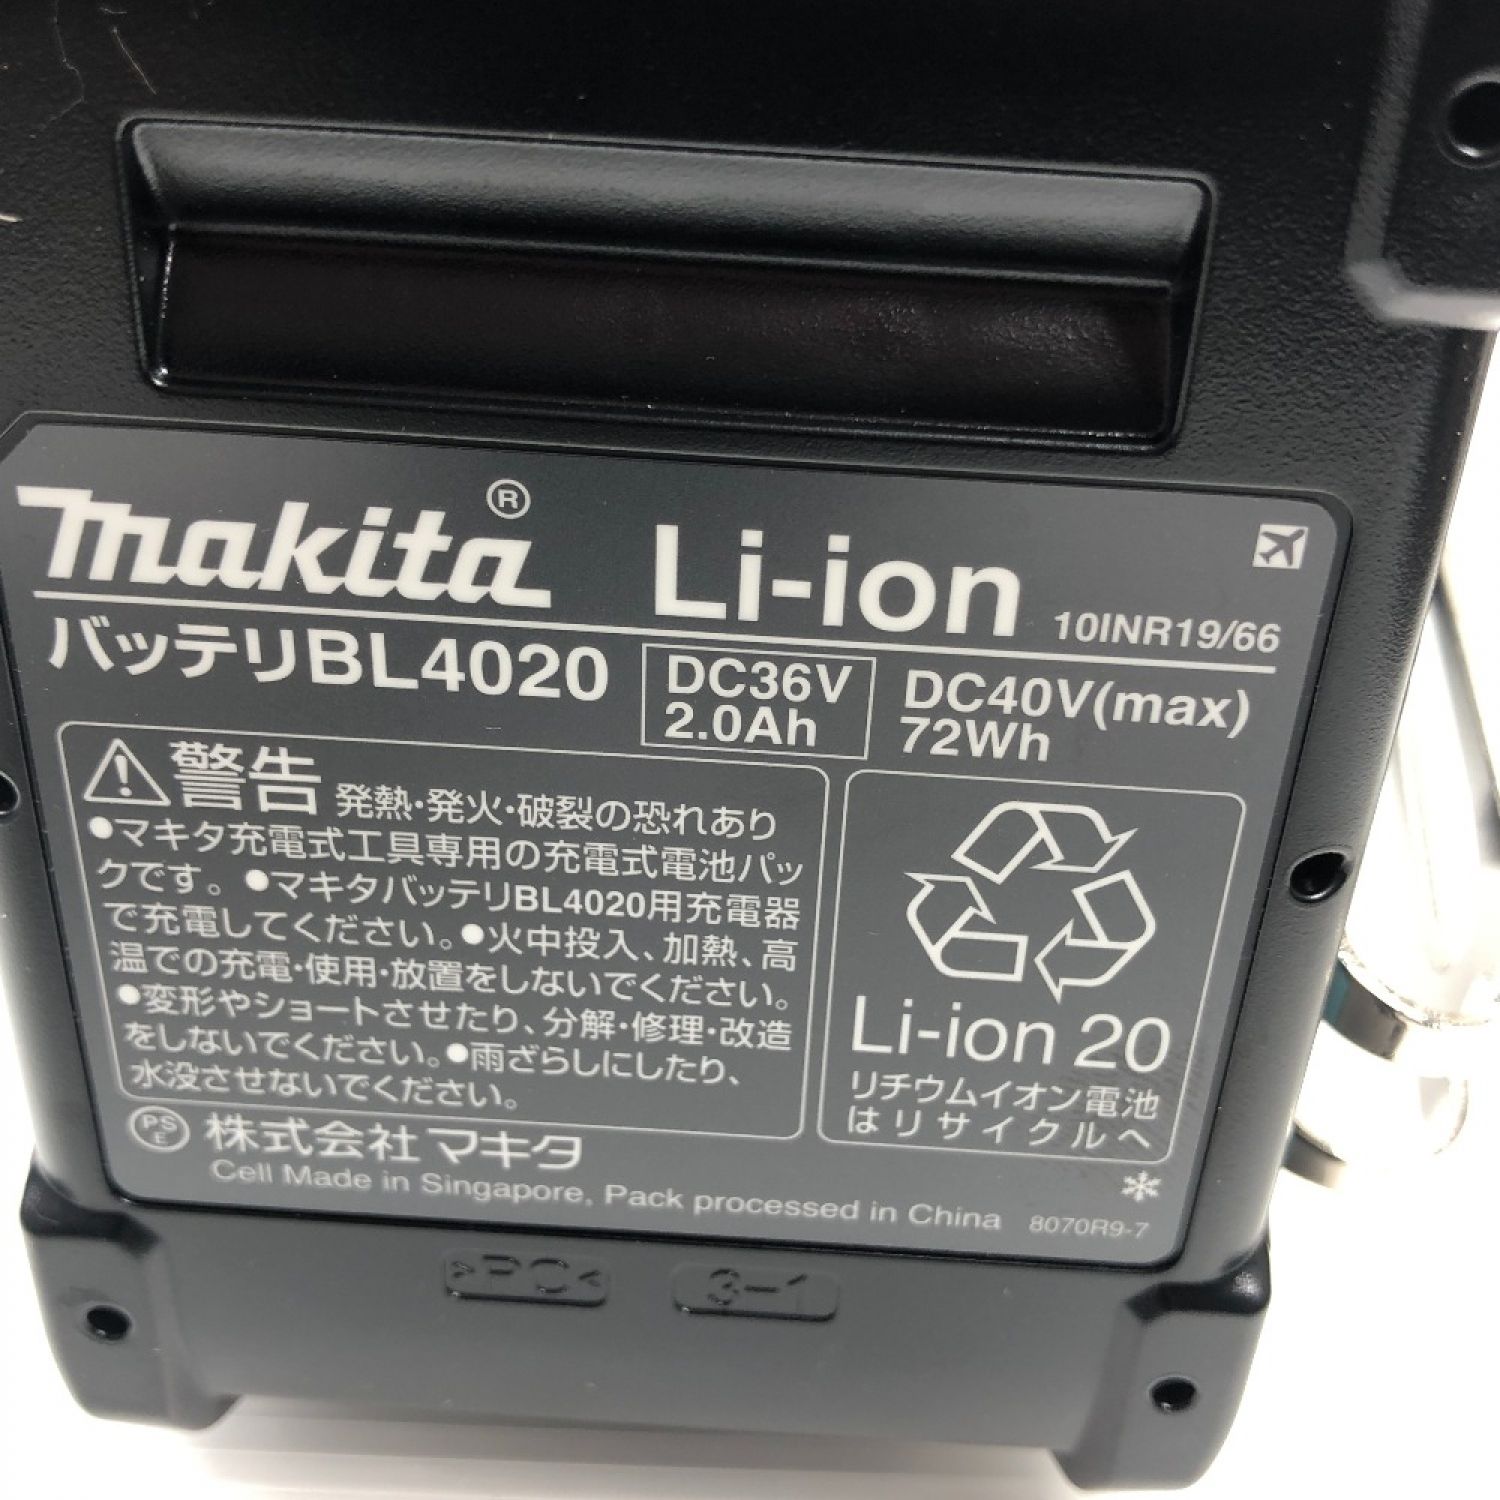 makita®
Li-ion
10INR19/66
バッテリBL4020
DC36V
2.0Ah
DC40V(max)
72Wh
警告 発熱・発火・破裂の恐れあり
●マキタ充電式工具専用の充電式電池パッ
クです。●マキタバッテリBL4020用充電器
で充電してください。●火中投入、加熱、高
温での充電・使用・放置をしないでください。
●変形やショートさせたり、分解・修理・改造
をしないでください。●雨ざらしにしたり、
水没させないでください。
Li-ion 20
リチウムイオン電池
はリサイクルへ
PS
E
株式会社マキタ
Cell Made in Singapore, Pack processed in China
8070R9-7
>PC<
3-1